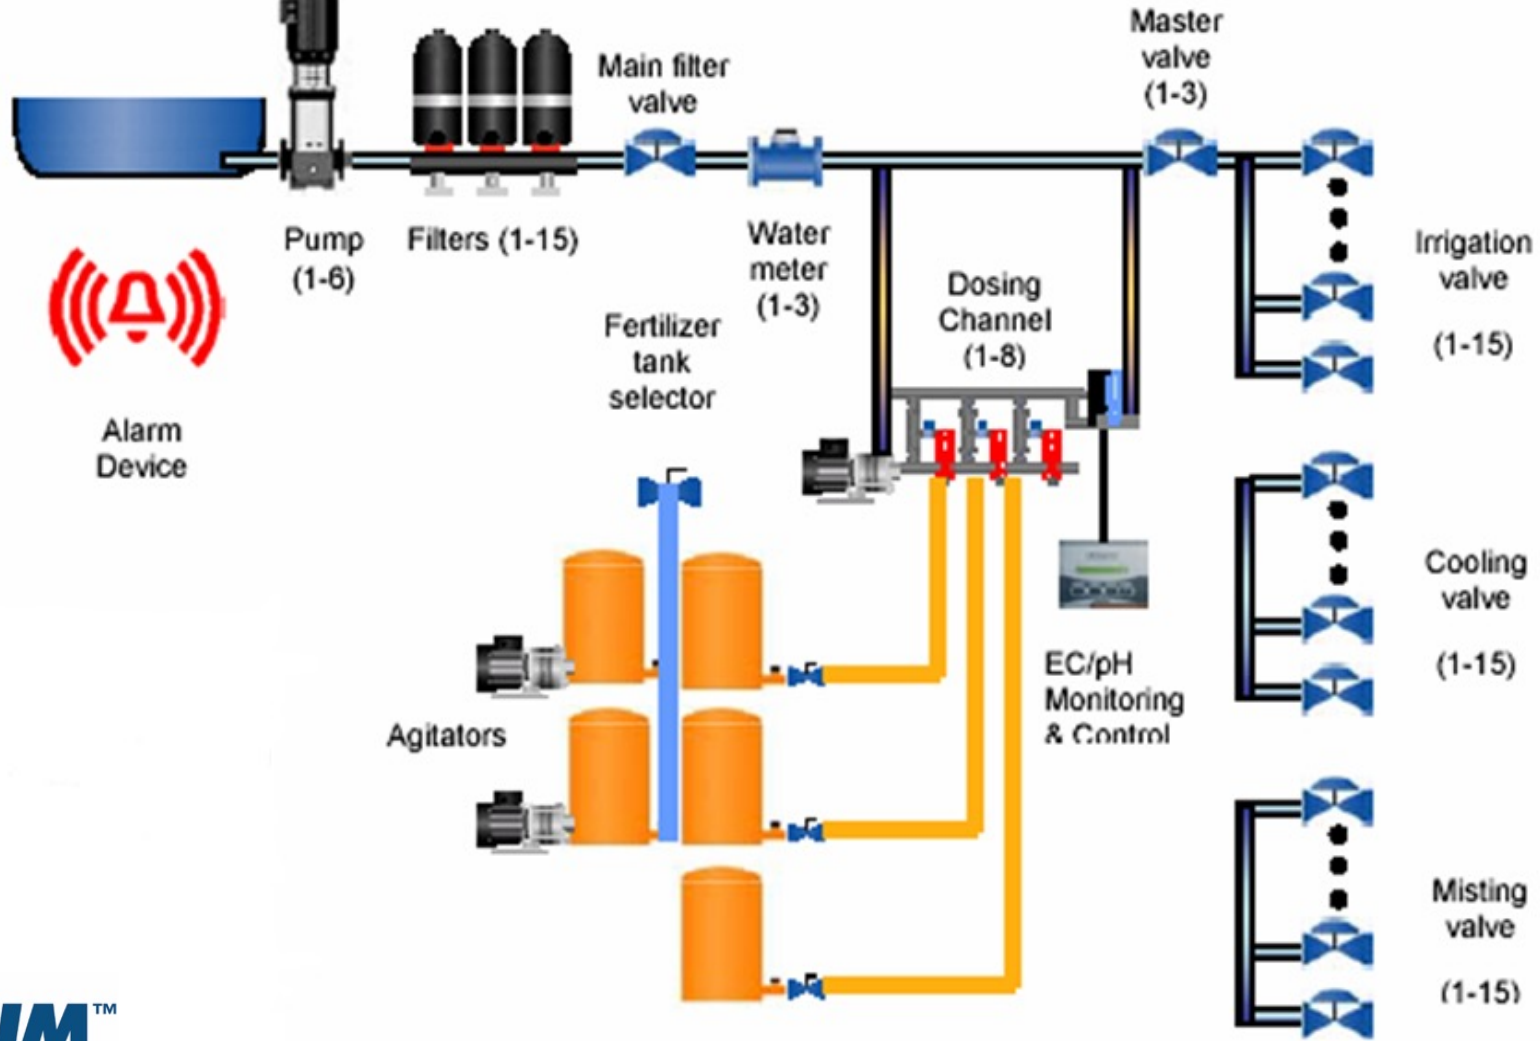 Master
valve
(1-3)
Main filter
valve
Pump
(1-6)
Filters (1-15)
Water
meter
(1-3)
Irrigation
valve
(1-15)
Dosing
Channel
(1-8)
Fertilizer
tank
selector
Alarm
Device
Cooling
valve
(1-15)
EC/pH
Monitoring
& Control
Agitators
Misting
valve
(1-15)
IM™